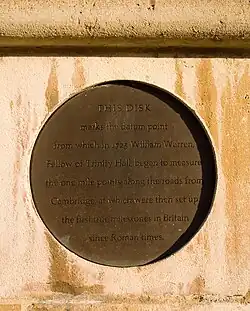 THIS DISK
marks the datum point
from which in 1725 William Warren,
Fellow of Trinity Hall, began to measure
the one mile points along the roads from
Cambridge, at which were then set up
the first true milestones in Britain
since Roman times.